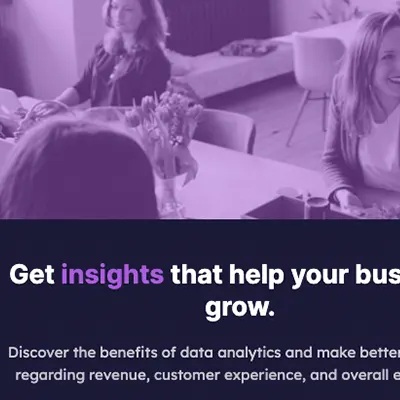 Get insights that help your bus
grow.
Discover the benefits of data analytics and make better
regarding revenue, customer experience, and overall e